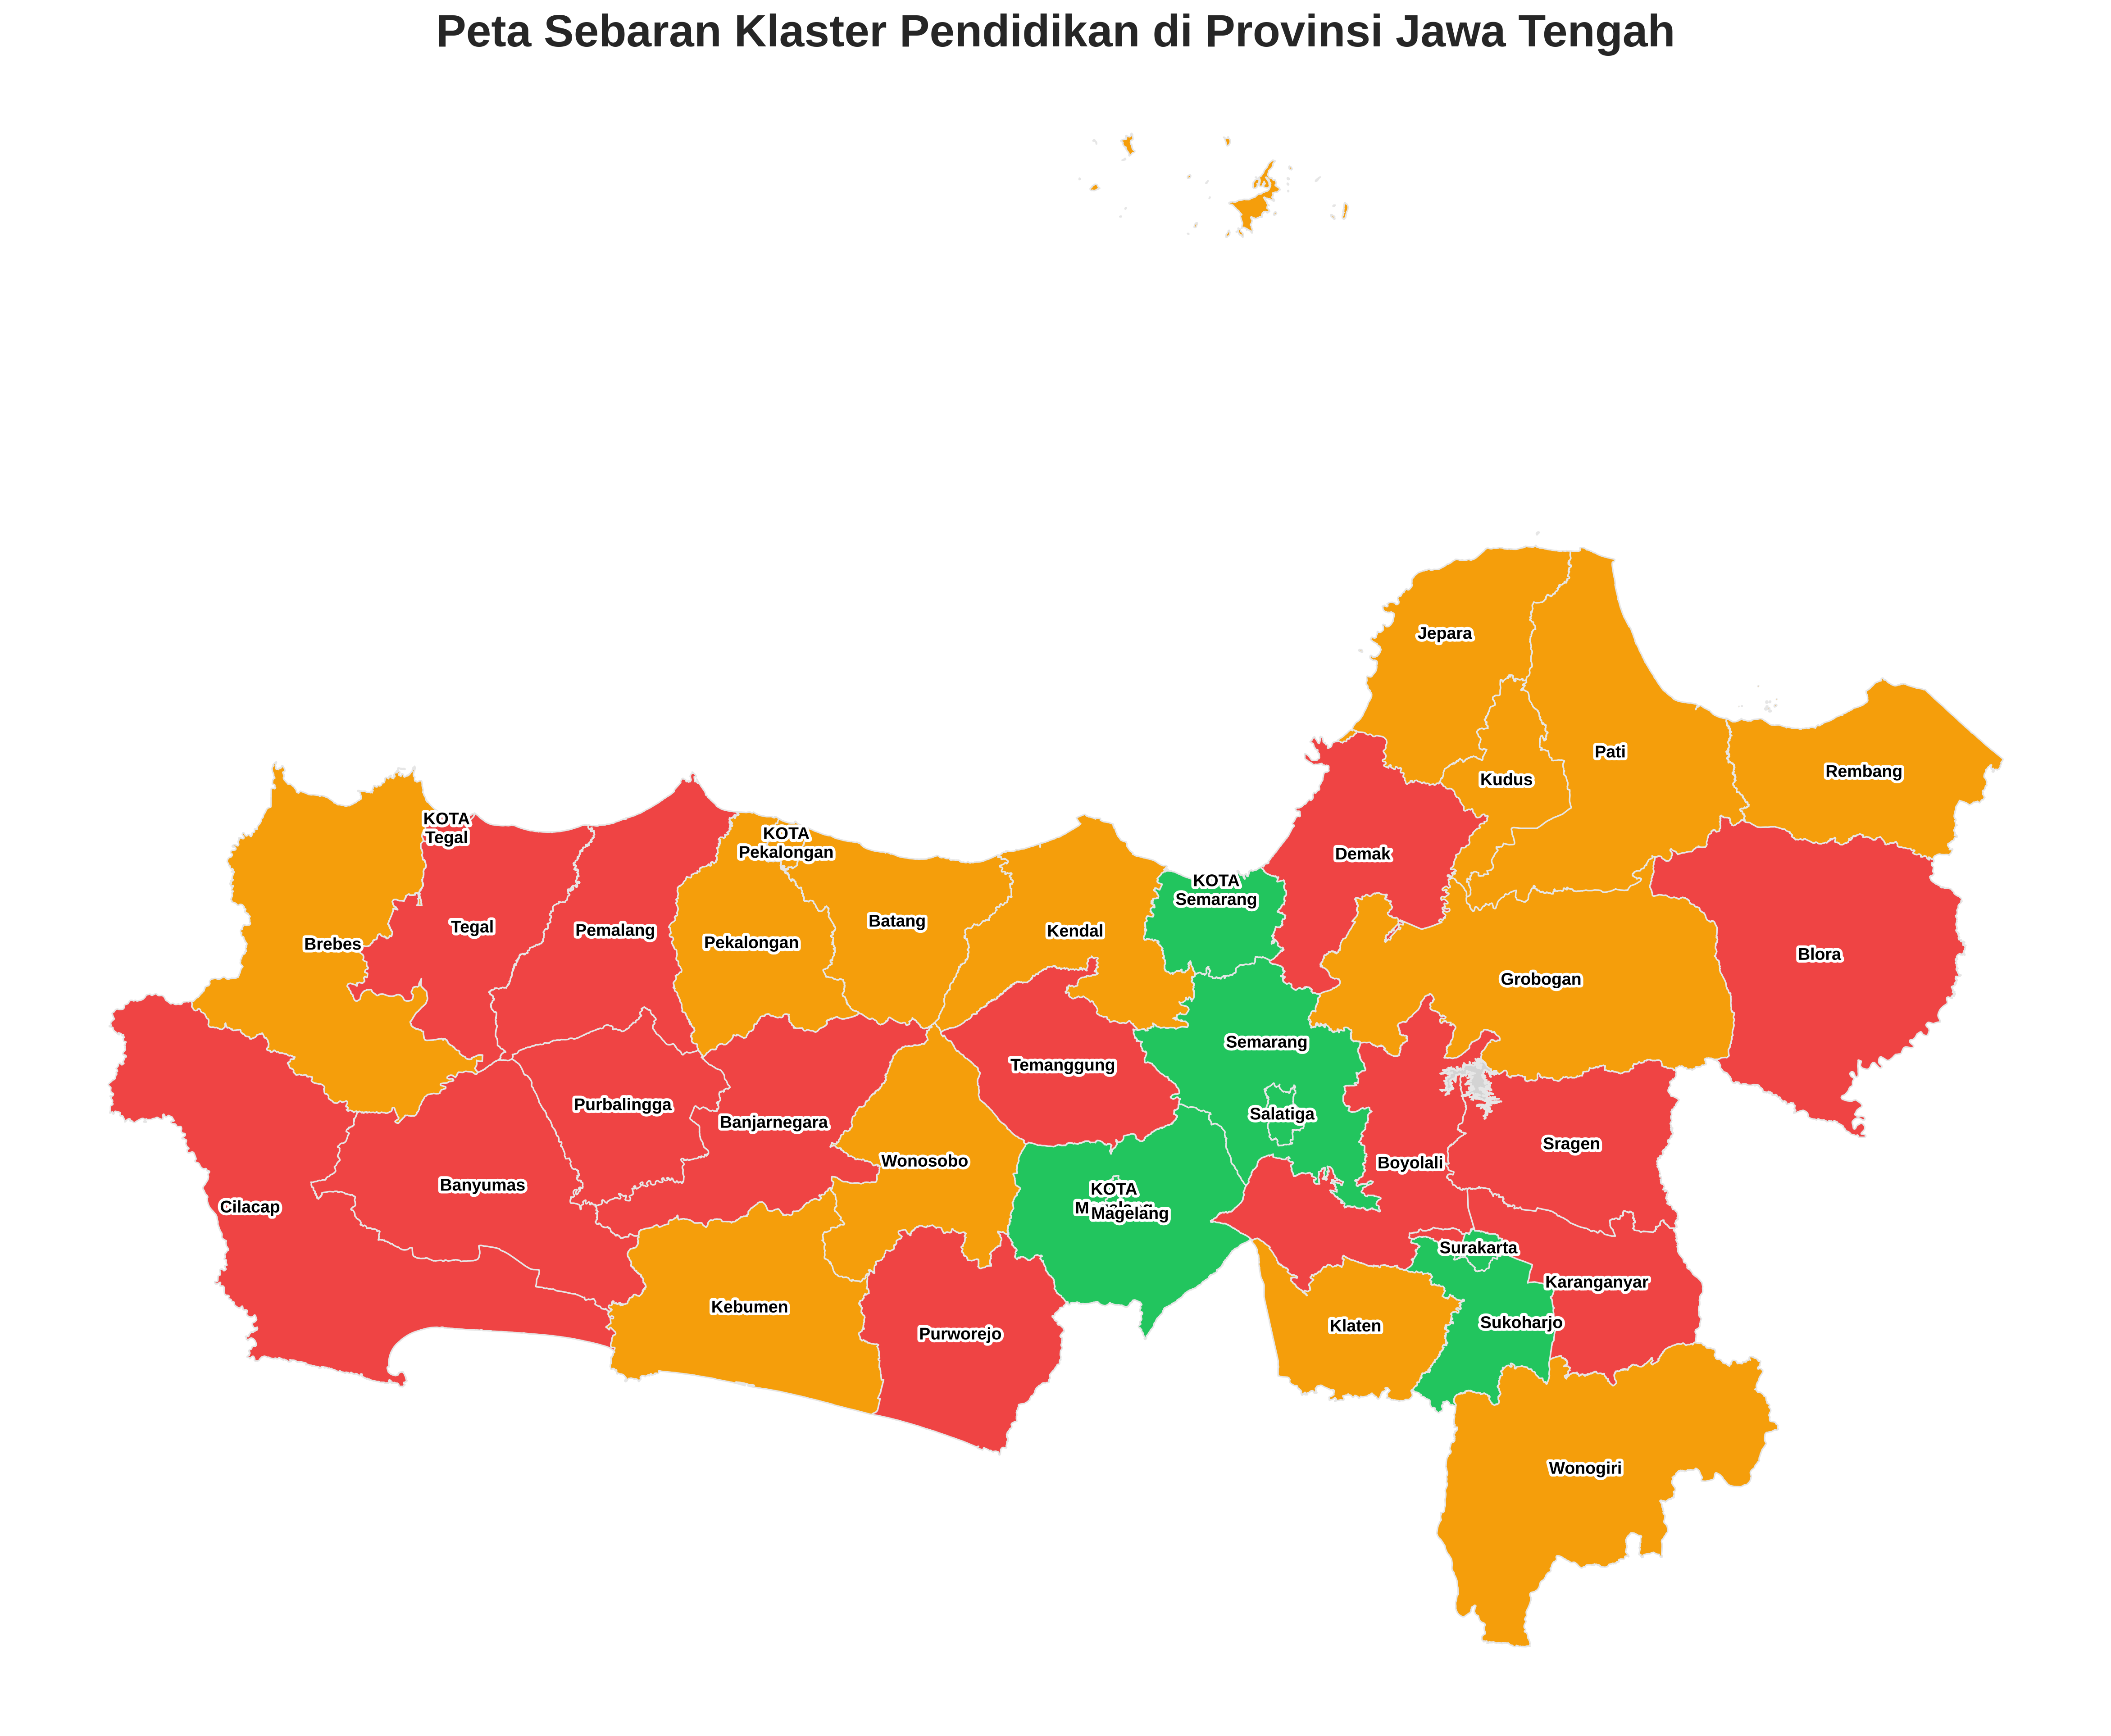 Peta Sebaran Klaster Pendidikan di Provinsi Jawa Tengah
Jepara
Pati
Rembang
Kudus
KOTA
Tegal
KOTA
Pekalongan
Demak
KOTA
Semarang
Batang
Tegal
Pemalang
Kendal
Brebes
Pekalongan
Blora
Grobogan
Semarang
Temanggung
Purbalingga
Salatiga
Banjarnegara
Sragen
Wonosobo
Boyolali
Banyumas
KOTA
Magelang
Cilacap
Surakarta
Karanganyar
Kebumen
Sukoharjo
Klaten
Purworejo
Wonogiri